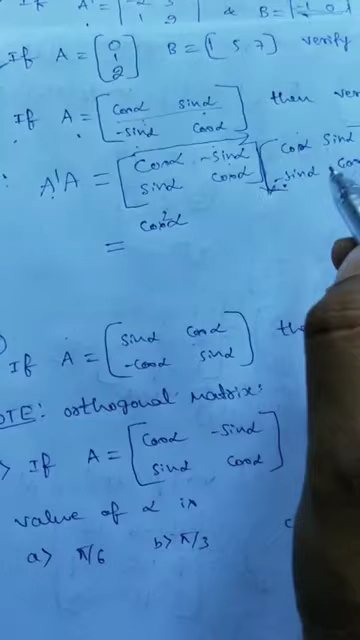 If A' = & B =
If A = [0 1 2] B = (1 5 7) verify
If A = [cosα sinα -sinα cosα] then ver
A'A = [cosα -sinα sinα cosα] [cosα sinα -sinα cos
= cos²α
If A = [sinα cosα -cosα sinα] the
NOTE: orthogonal matrix:
> If A = [cosα -sinα sinα cosα]
value of α is
a> π/6 b> π/3 c